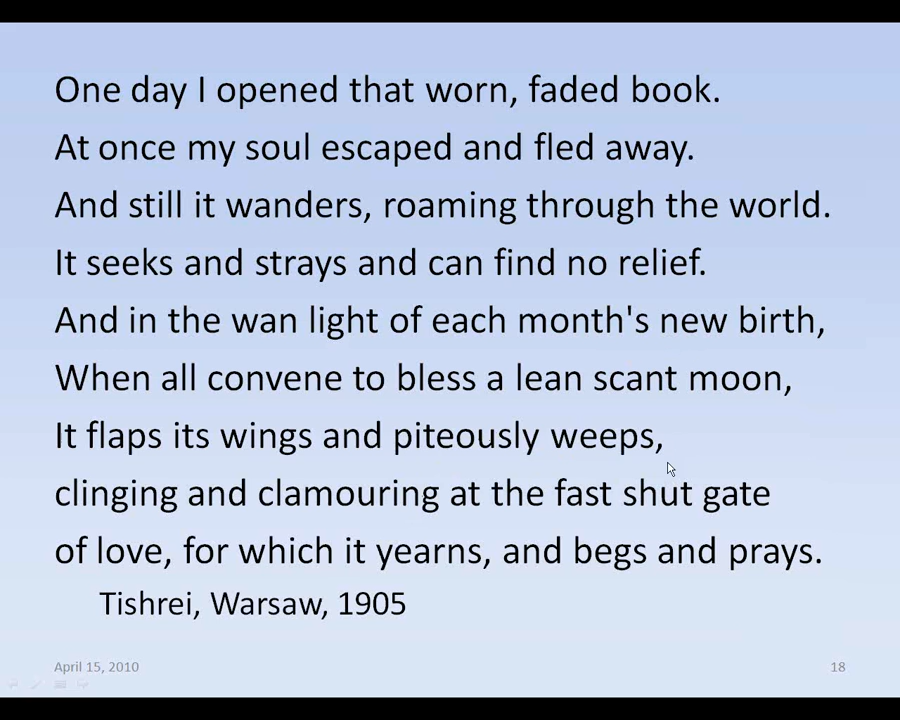 One day I opened that worn, faded book.
At once my soul escaped and fled away.
And still it wanders, roaming through the world.
It seeks and strays and can find no relief.
And in the wan light of each month's new birth,
When all convene to bless a lean scant moon,
It flaps its wings and piteously weeps,
clinging and clamouring at the fast shut gate
of love, for which it yearns, and begs and prays.
Tishrei, Warsaw, 1905
April 15, 2010
18